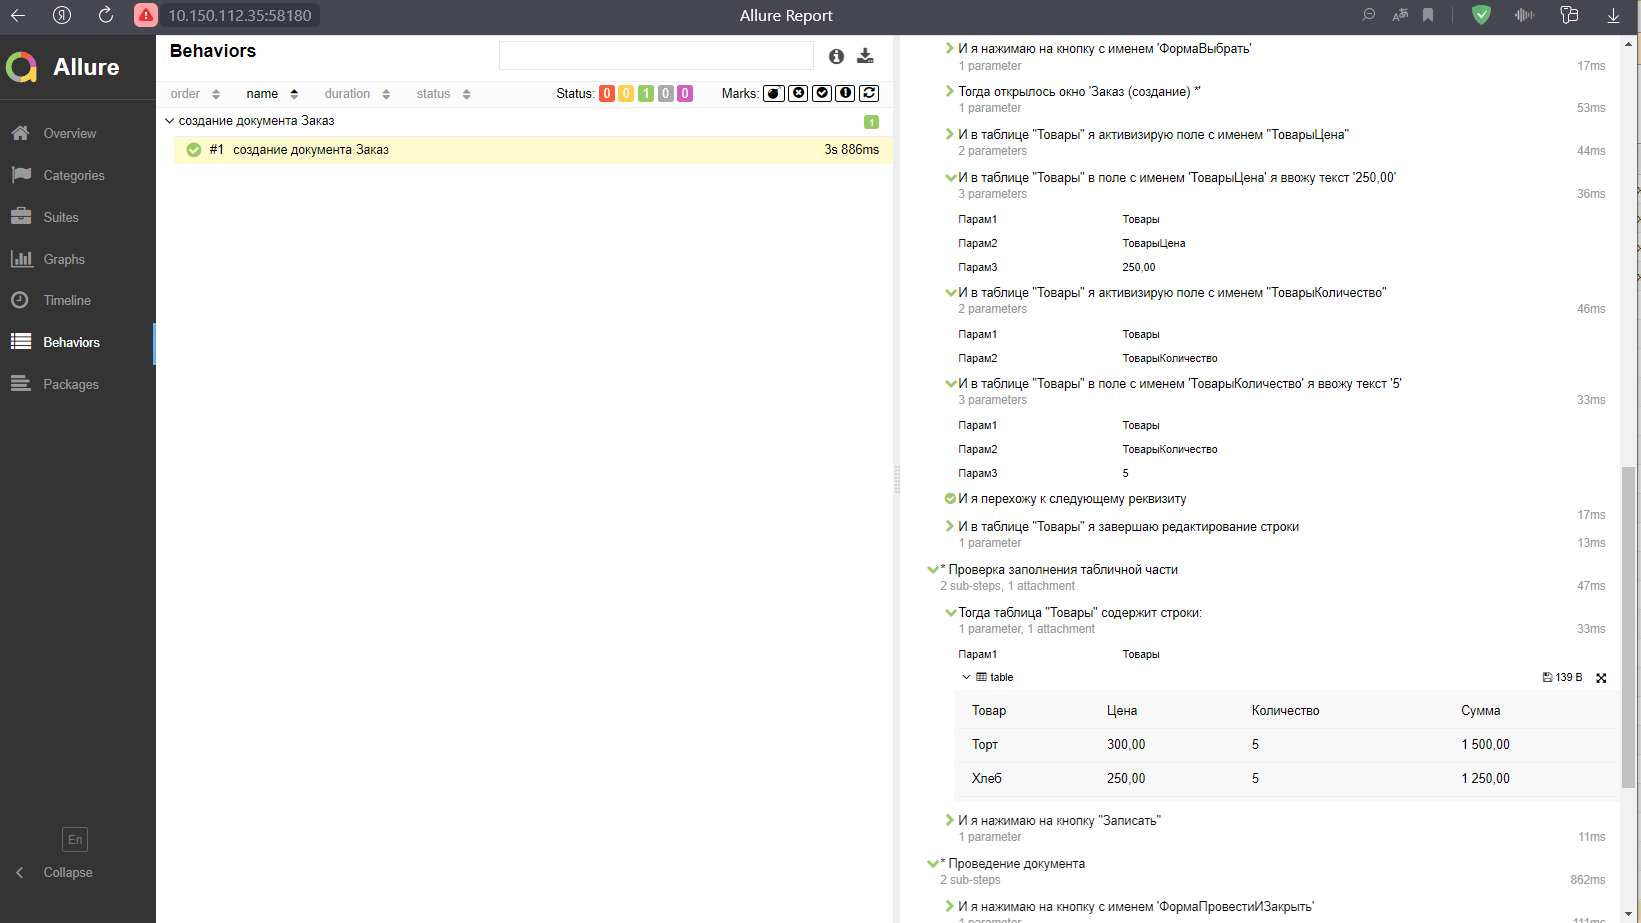 10.150.112.35:58180
Allure Report
Allure
Overview
Categories
Suites
Graphs
Timeline
Behaviors
Packages
En
Collapse
Behaviors
order name duration status Status: 0 0 1 0 0 Marks:
создание документа Заказ 1
#1 создание документа Заказ 3s 886ms
И я нажимаю на кнопку с именем 'ФормаВыбрать'
1 parameter 17ms
Тогда открылось окно 'Заказ (создание) *'
1 parameter 53ms
И в таблице "Товары" я активизирую поле с именем "ТоварыЦена"
2 parameters 44ms
И в таблице "Товары" в поле с именем 'ТоварыЦена' я ввожу текст '250,00'
3 parameters 36ms
Парам1 Товары
Парам2 ТоварыЦена
Парам3 250,00
И в таблице "Товары" я активизирую поле с именем "ТоварыКоличество"
2 parameters 46ms
Парам1 Товары
Парам2 ТоварыКоличество
И в таблице "Товары" в поле с именем 'ТоварыКоличество' я ввожу текст '5'
3 parameters 33ms
Парам1 Товары
Парам2 ТоварыКоличество
Парам3 5
И я перехожу к следующему реквизиту
17ms
И в таблице "Товары" я завершаю редактирование строки
1 parameter 13ms
* Проверка заполнения табличной части
2 sub-steps, 1 attachment 47ms
Тогда таблица "Товары" содержит строки:
1 parameter, 1 attachment 33ms
Парам1 Товары
table 139 B
Товар Цена Количество Сумма
Торт 300,00 5 1 500,00
Хлеб 250,00 5 1 250,00
И я нажимаю на кнопку "Записать"
1 parameter 11ms
* Проведение документа
2 sub-steps 862ms
И я нажимаю на кнопку с именем 'ФормаПровестиИЗакрыть'
1 parameter 111ms